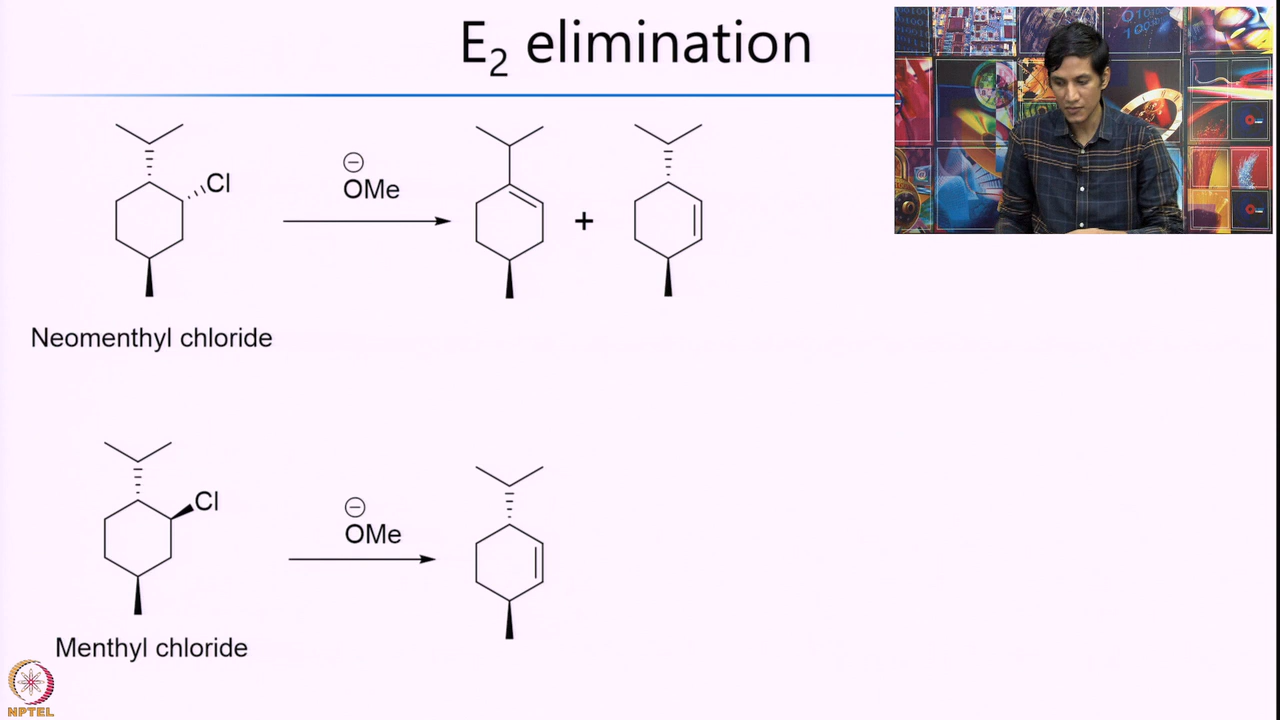 E₂ elimination
Cl
⊖
OMe
+
Neomenthyl chloride
Cl
⊖
OMe
Menthyl chloride
NPTEL